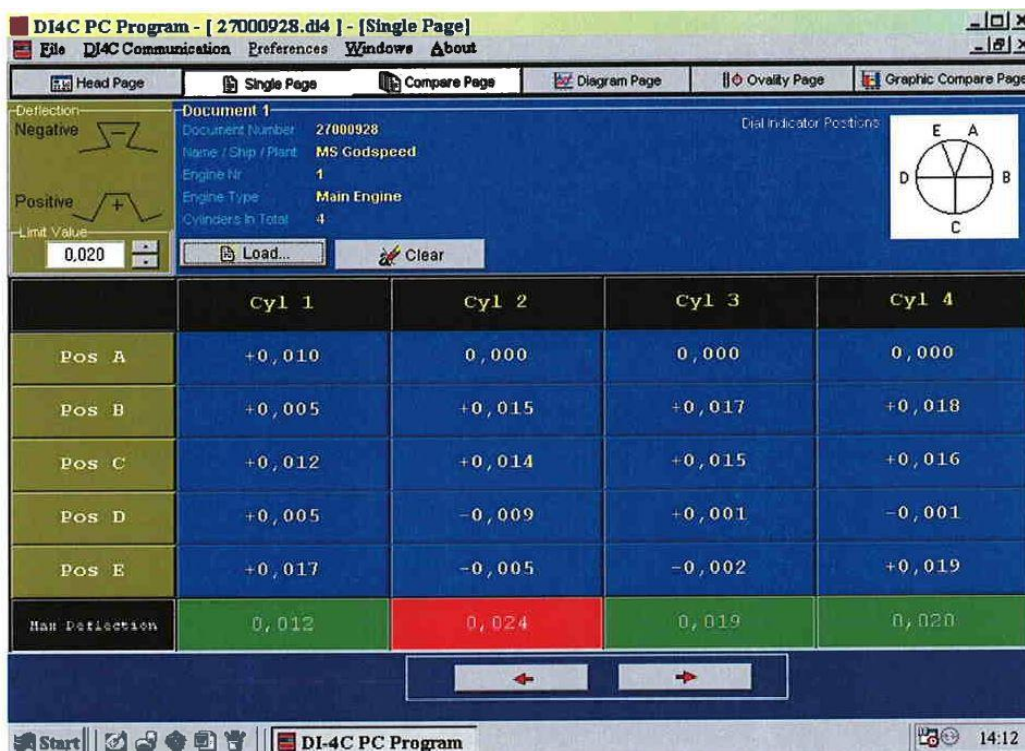 DI4C PC Program - [ 27000928.di4 ] - [Single Page]
File DI4C Communication Preferences Windows About
Head Page Single Page Compare Page Diagram Page Ovality Page Graphic Compare Page
Deflection
Negative
Positive
Limit Value
0,020
Document 1
Document Number 27000928
Name / Ship / Plant MS Godspeed
Engine Nr 1
Engine Type Main Engine
Cylinders In Total 4
Load... Clear
Dial Indicator Positions
E A
D B
C
Cyl 1 Cyl 2 Cyl 3 Cyl 4
Pos A +0,010 0,000 0,000 0,000
Pos B +0,005 +0,015 +0,017 +0,018
Pos C +0,012 +0,014 +0,015 +0,016
Pos D +0,005 -0,009 +0,001 -0,001
Pos E +0,017 -0,005 -0,002 +0,019
Max Deflection 0,012 0,024 0,019 0,020
Start DI-4C PC Program 14:12